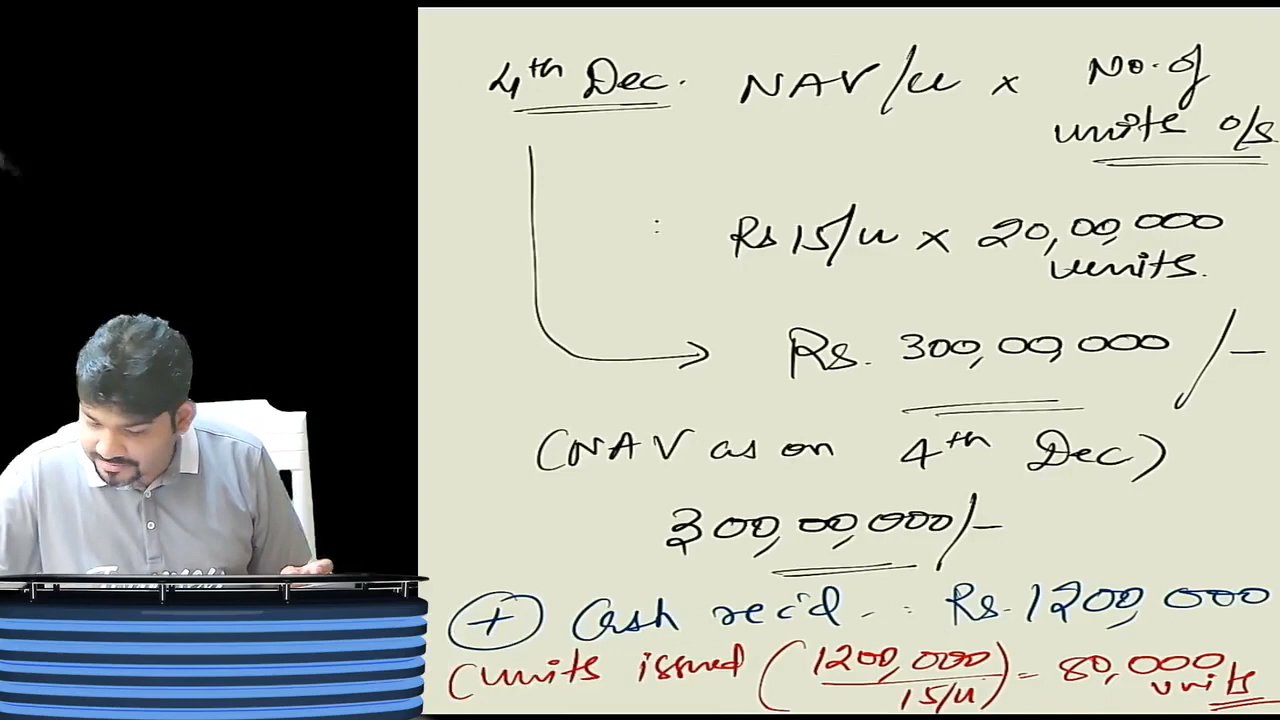 4th Dec. NAV/u × No. of
units o/s.
: Rs 15/u × 20,00,000
units.
Rs. 300,00,000/-
(NAV as on 4th Dec)
300,00,000/-
(+) Cash rec'd : Rs. 1200,000
(units issued (1200,000 / 15/u) = 80,000
units